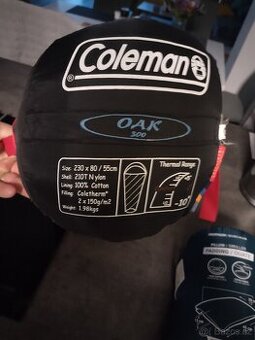 Coleman
OAK
300
Size: 230 x 80 / 55cm
Shell: 210T Nylon
Lining: 100% Cotton
Filling: Coletherm®
2 x 150g/m2
Weight: 1.98kgs
Thermal Range
-10°